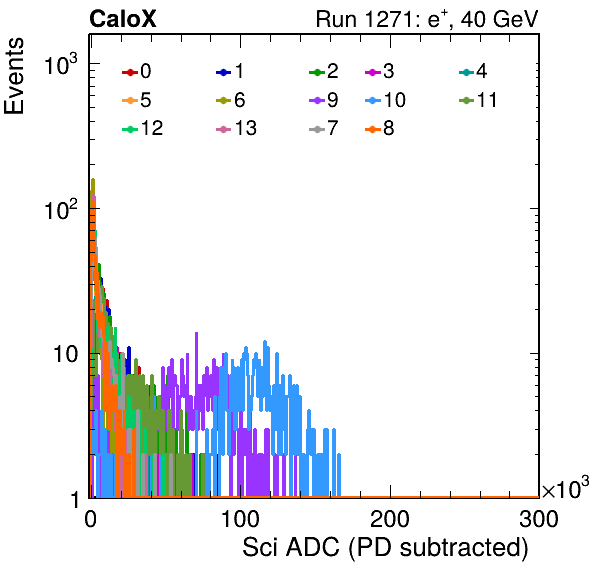 CaloX Run 1271: e⁺, 40 GeV
Events
10³
0 1 2 3 4
5 6 9 10 11
12 13 7 8
10²
10
1
0 100 200 300
×10³
Sci ADC (PD subtracted)